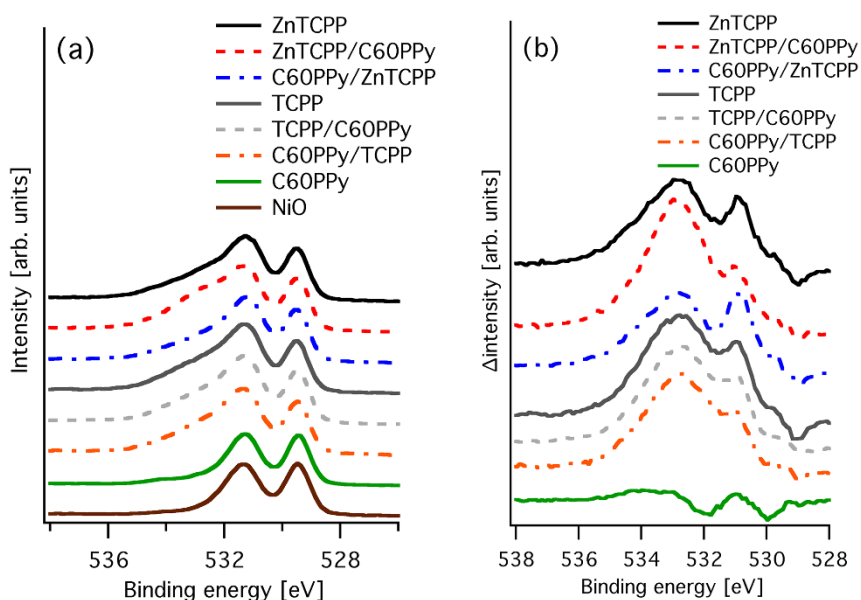 (a)
ZnTCPP
ZnTCPP/C60PPy
C60PPy/ZnTCPP
TCPP
TCPP/C60PPy
C60PPy/TCPP
C60PPy
NiO
Intensity [arb. units]
536 532 528
Binding energy [eV]
(b)
ZnTCPP
ZnTCPP/C60PPy
C60PPy/ZnTCPP
TCPP
TCPP/C60PPy
C60PPy/TCPP
C60PPy
Δintensity [arb. units]
538 536 534 532 530 528
Binding energy [eV]